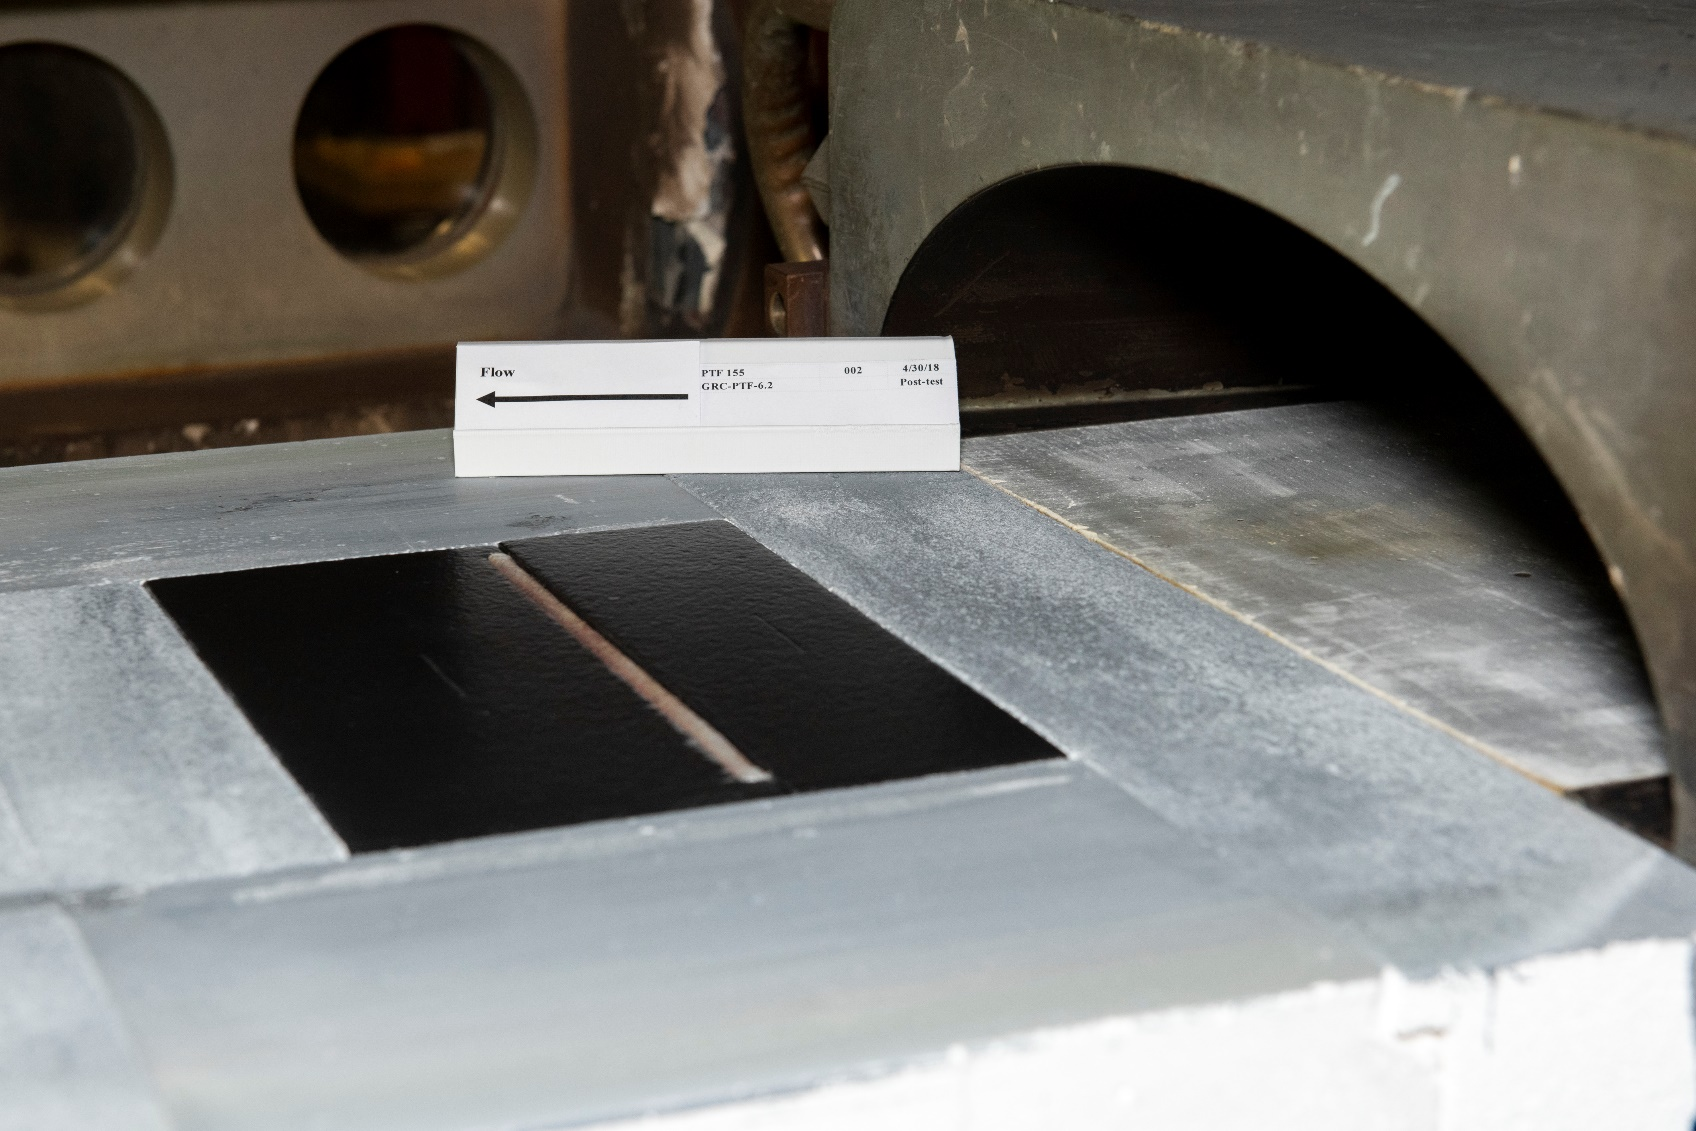 Flow
PTF 155 002 4/30/18
GRC-PTF-6.2 Post-test